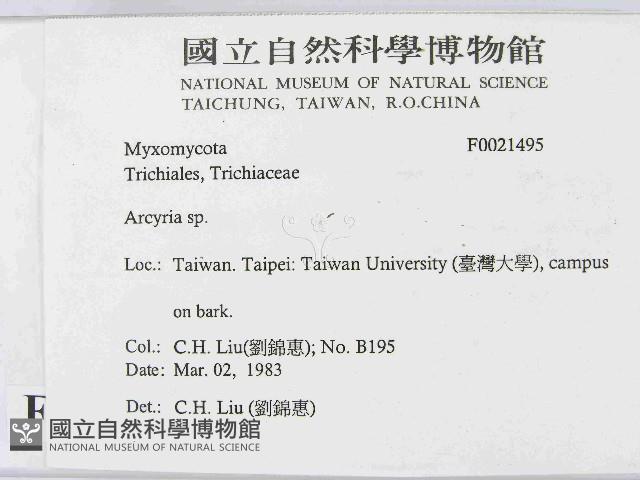 國立自然科學博物館
NATIONAL MUSEUM OF NATURAL SCIENCE
TAICHUNG, TAIWAN, R.O.CHINA
Myxomycota F0021495
Trichiales, Trichiaceae
Arcyria sp.
Loc.: Taiwan. Taipei: Taiwan University (臺灣大學), campus
on bark.
Col.: C.H. Liu(劉錦惠); No. B195
Date: Mar. 02, 1983
Det.: C.H. Liu (劉錦惠)
國立自然科學博物館
NATIONAL MUSEUM OF NATURAL SCIENCE